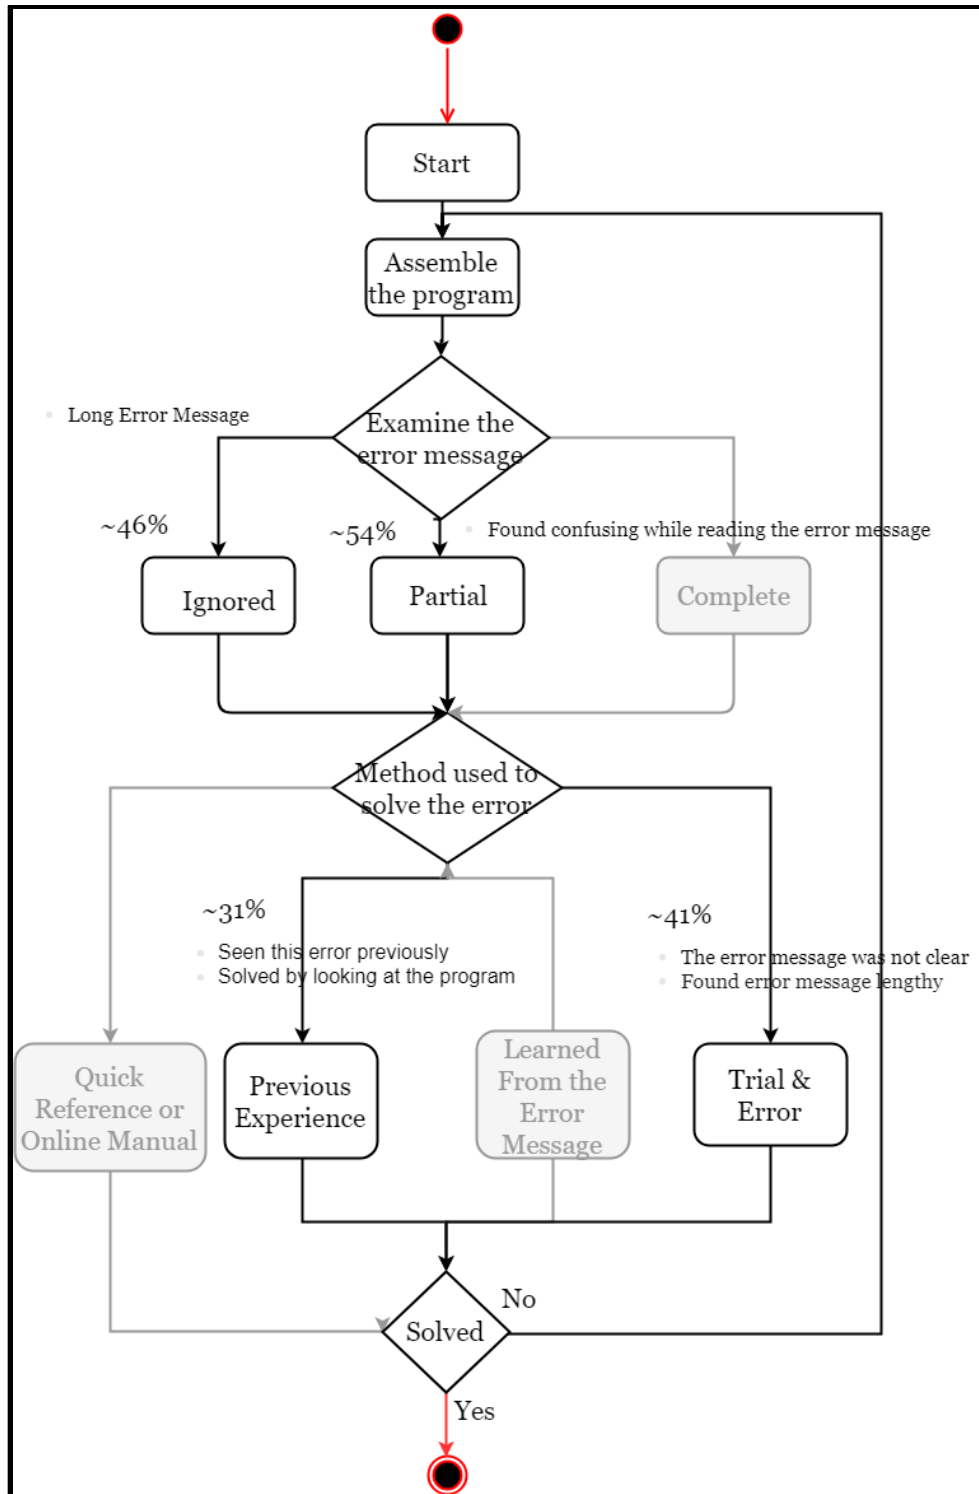 Start
Assemble
the program
Long Error Message
Examine the
error message
~46%
~54%
Found confusing while reading the error message
Ignored
Partial
Complete
Method used to
solve the error
~31%
Seen this error previously
Solved by looking at the program
~41%
The error message was not clear
Found error message lengthy
Quick
Reference or
Online Manual
Previous
Experience
Learned
From the
Error
Message
Trial &
Error
No
Solved
Yes